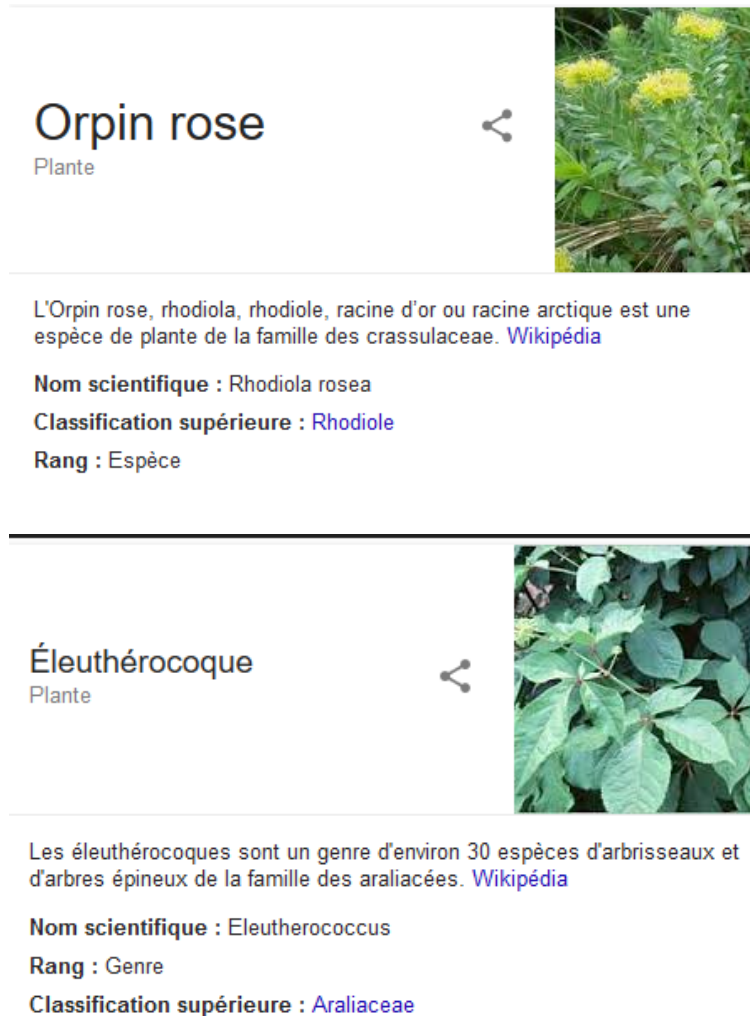 Orpin rose
Plante
L'Orpin rose, rhodiola, rhodiole, racine d'or ou racine arctique est une
espèce de plante de la famille des crassulaceae. Wikipédia
Nom scientifique : Rhodiola rosea
Classification supérieure : Rhodiole
Rang : Espèce
Éleuthérocoque
Plante
Les éleuthérocoques sont un genre d'environ 30 espèces d'arbrisseaux et
d'arbres épineux de la famille des araliacées. Wikipédia
Nom scientifique : Eleutherococcus
Rang : Genre
Classification supérieure : Araliaceae